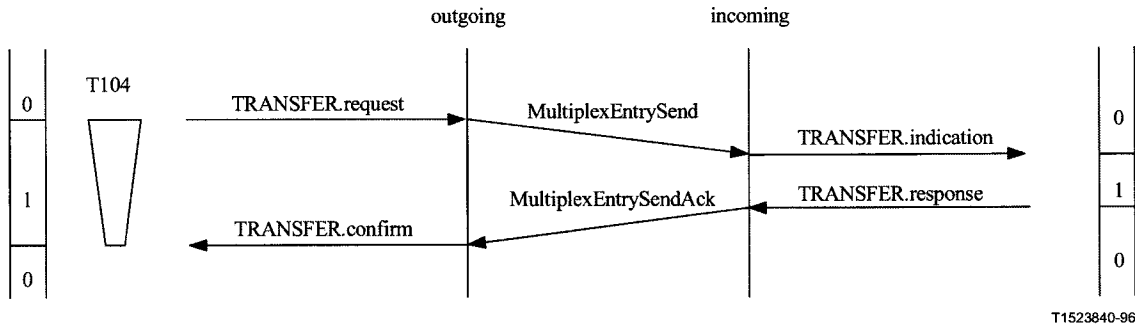 outgoing
incoming
T104
0
TRANSFER.request
MultiplexEntrySend
0
TRANSFER.indication
1
MultiplexEntrySendAck
TRANSFER.response
1
TRANSFER.confirm
0
0
T1523840-96